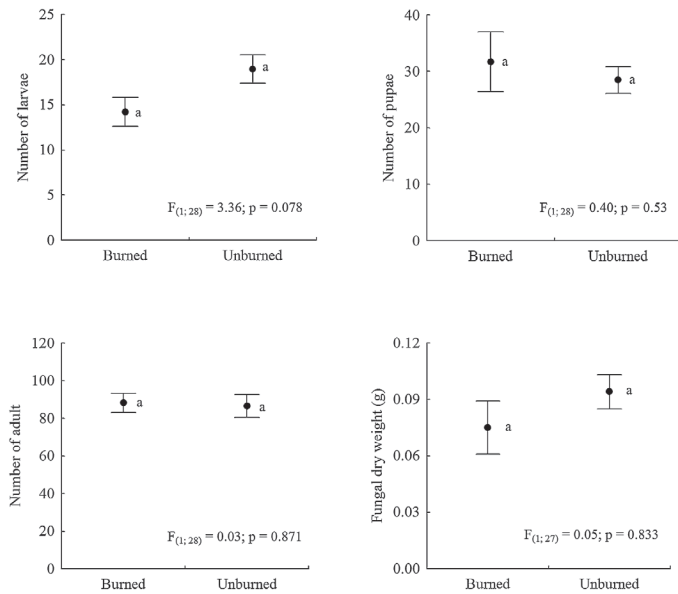 Number of larvae
25
20
15
10
5
0
a
a
F(1; 28) = 3.36; p = 0.078
Burned
Unburned
Number of pupae
40
30
20
10
0
a
a
F(1; 28) = 0.40; p = 0.53
Burned
Unburned
Number of adult
120
100
80
60
40
20
0
a
a
F(1; 28) = 0.03; p = 0.871
Burned
Unburned
Fungal dry weight (g)
0.12
0.09
0.06
0.03
0.00
a
a
F(1; 27) = 0.05; p = 0.833
Burned
Unburned